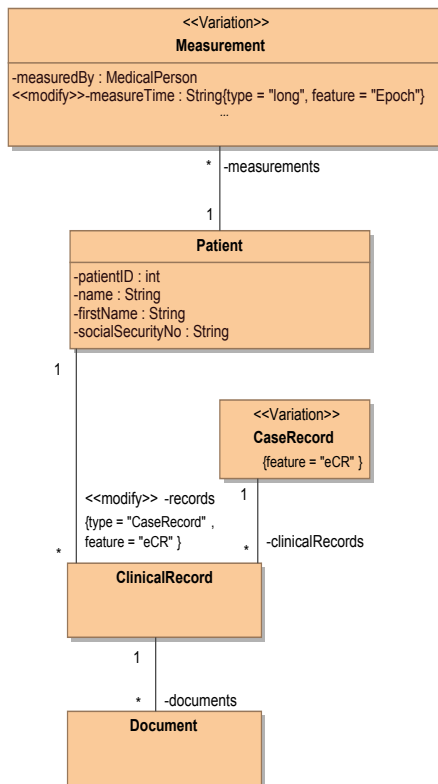 <<Variation>>
Measurement
-measuredBy : MedicalPerson
<<modify>>-measureTime : String{type = "long", feature = "Epoch"}
...
* -measurements
1
Patient
-patientID : int
-name : String
-firstName : String
-socialSecurityNo : String
1
<<Variation>>
CaseRecord
{feature = "eCR" }
1
<<modify>> -records
{type = "CaseRecord" ,
feature = "eCR" }
* * -clinicalRecords
ClinicalRecord
1
* -documents
Document